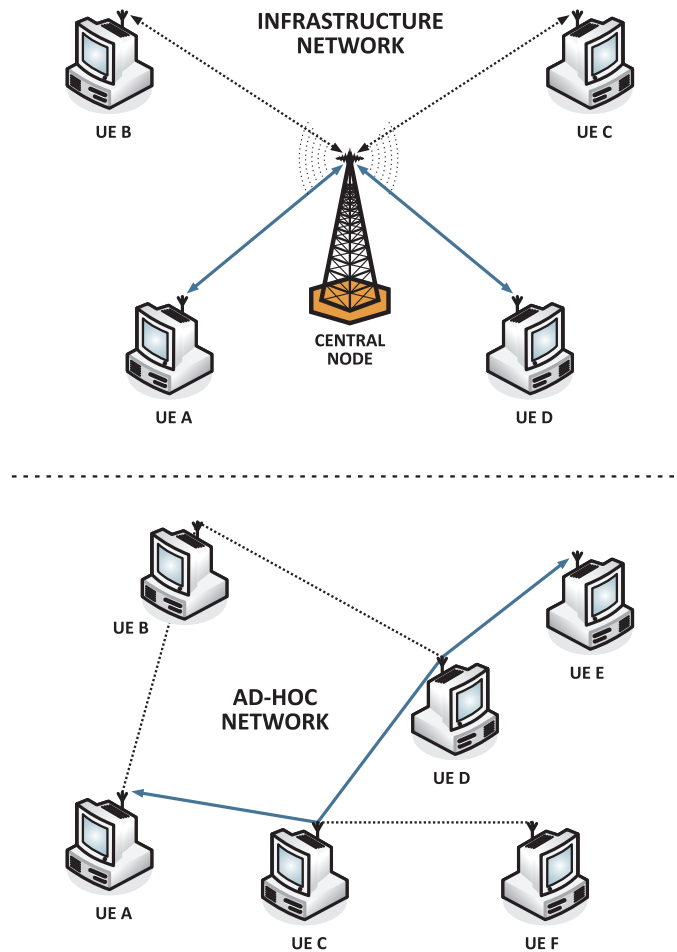 INFRASTRUCTURE
NETWORK
UE B
UE C
CENTRAL
NODE
UE A
UE D
UE B
UE E
AD-HOC
NETWORK
UE D
UE A
UE C
UE F